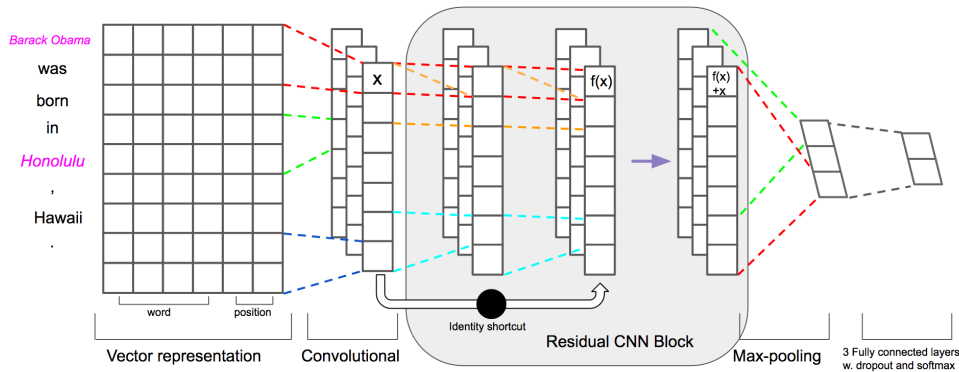 Barack Obama
was
born
in
Honolulu
,
Hawaii
.
word
position
Vector representation
X
Convolutional
f(x)
f(x)
+x
Identity shortcut
Residual CNN Block
Max-pooling
3 Fully connected layers
w. dropout and softmax